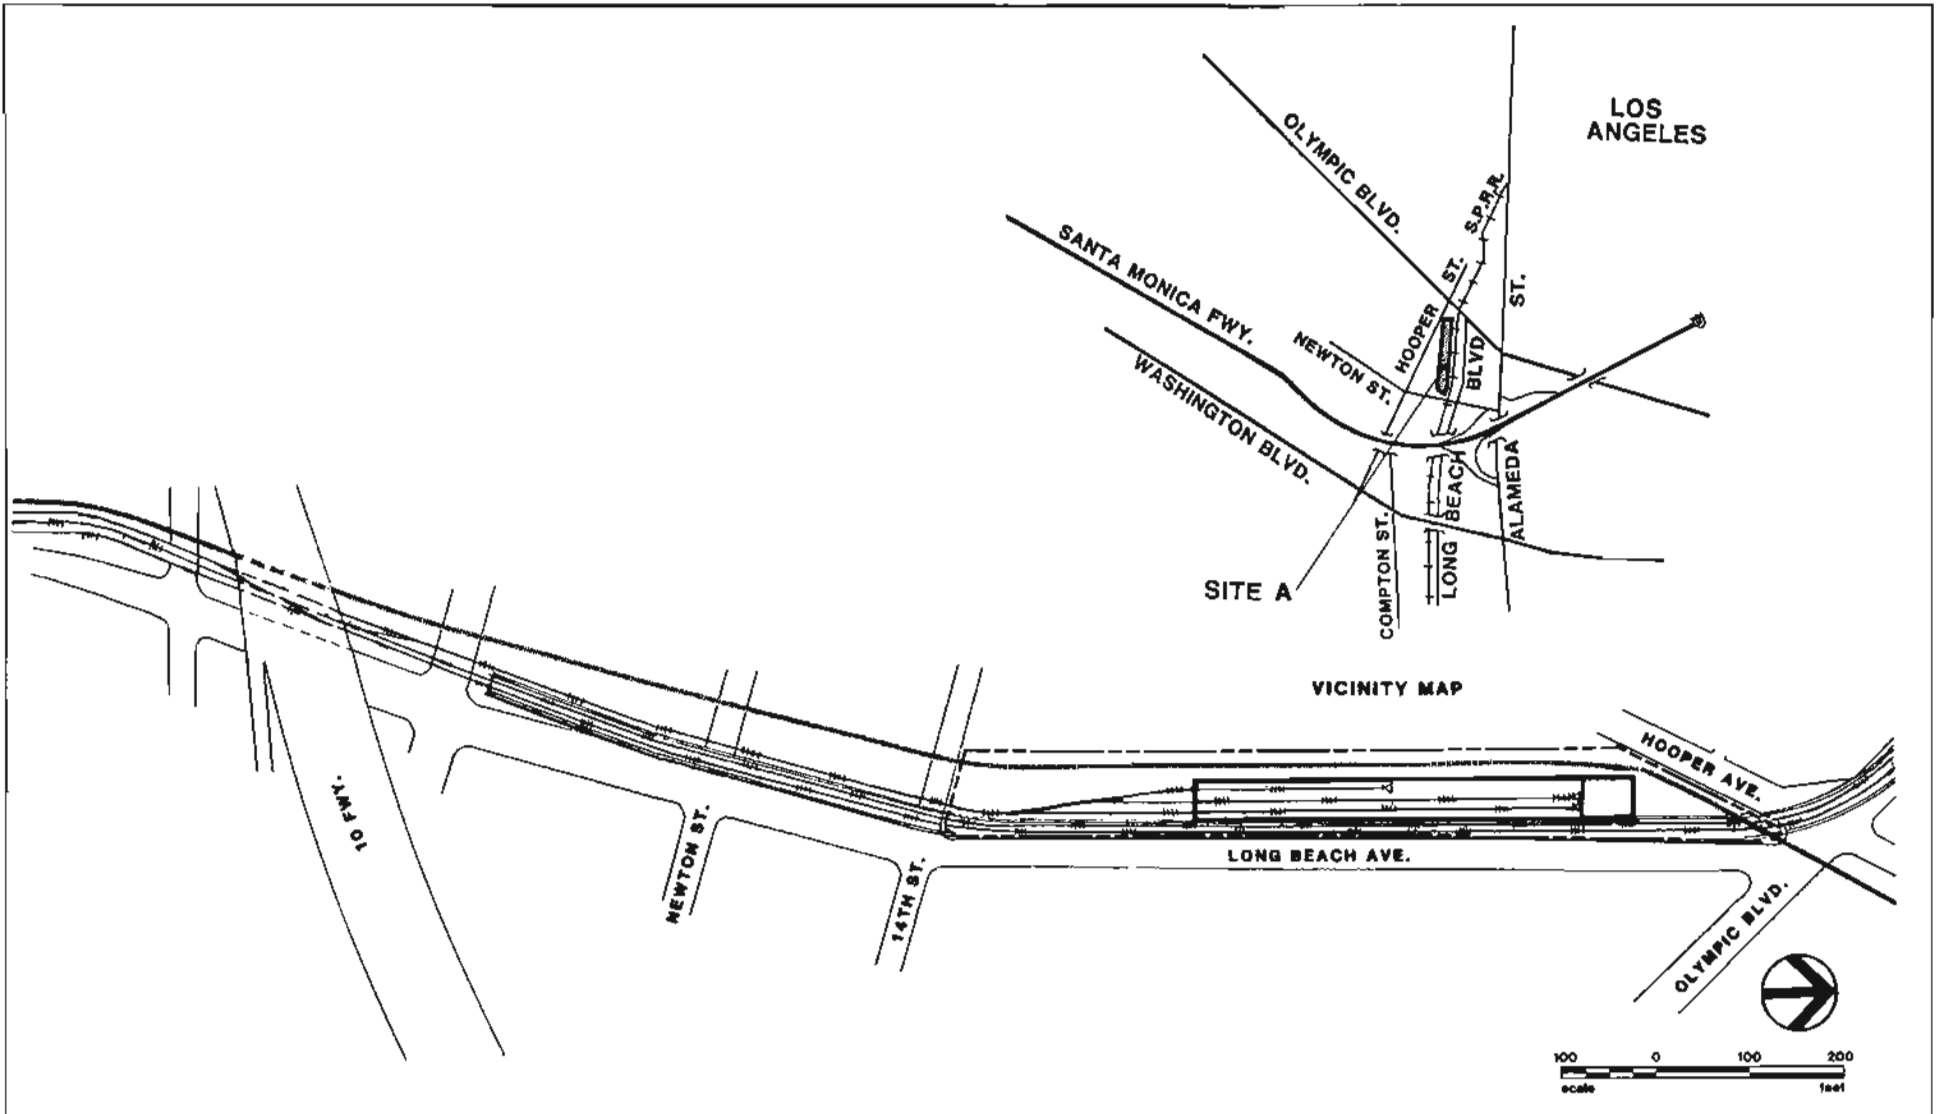 LOS
ANGELES
OLYMPIC BLVD.
S.P.R.R.
SANTA MONICA FWY.
HOOPER ST.
ST.
NEWTON ST.
BLVD.
WASHINGTON BLVD.
LONG BEACH
ALAMEDA
COMPTON ST.
SITE A
VICINITY MAP
HOOPER AVE.
10 FWY.
NEWTON ST.
14TH ST.
LONG BEACH AVE.
OLYMPIC BLVD.
100 0 100 200
scale feet